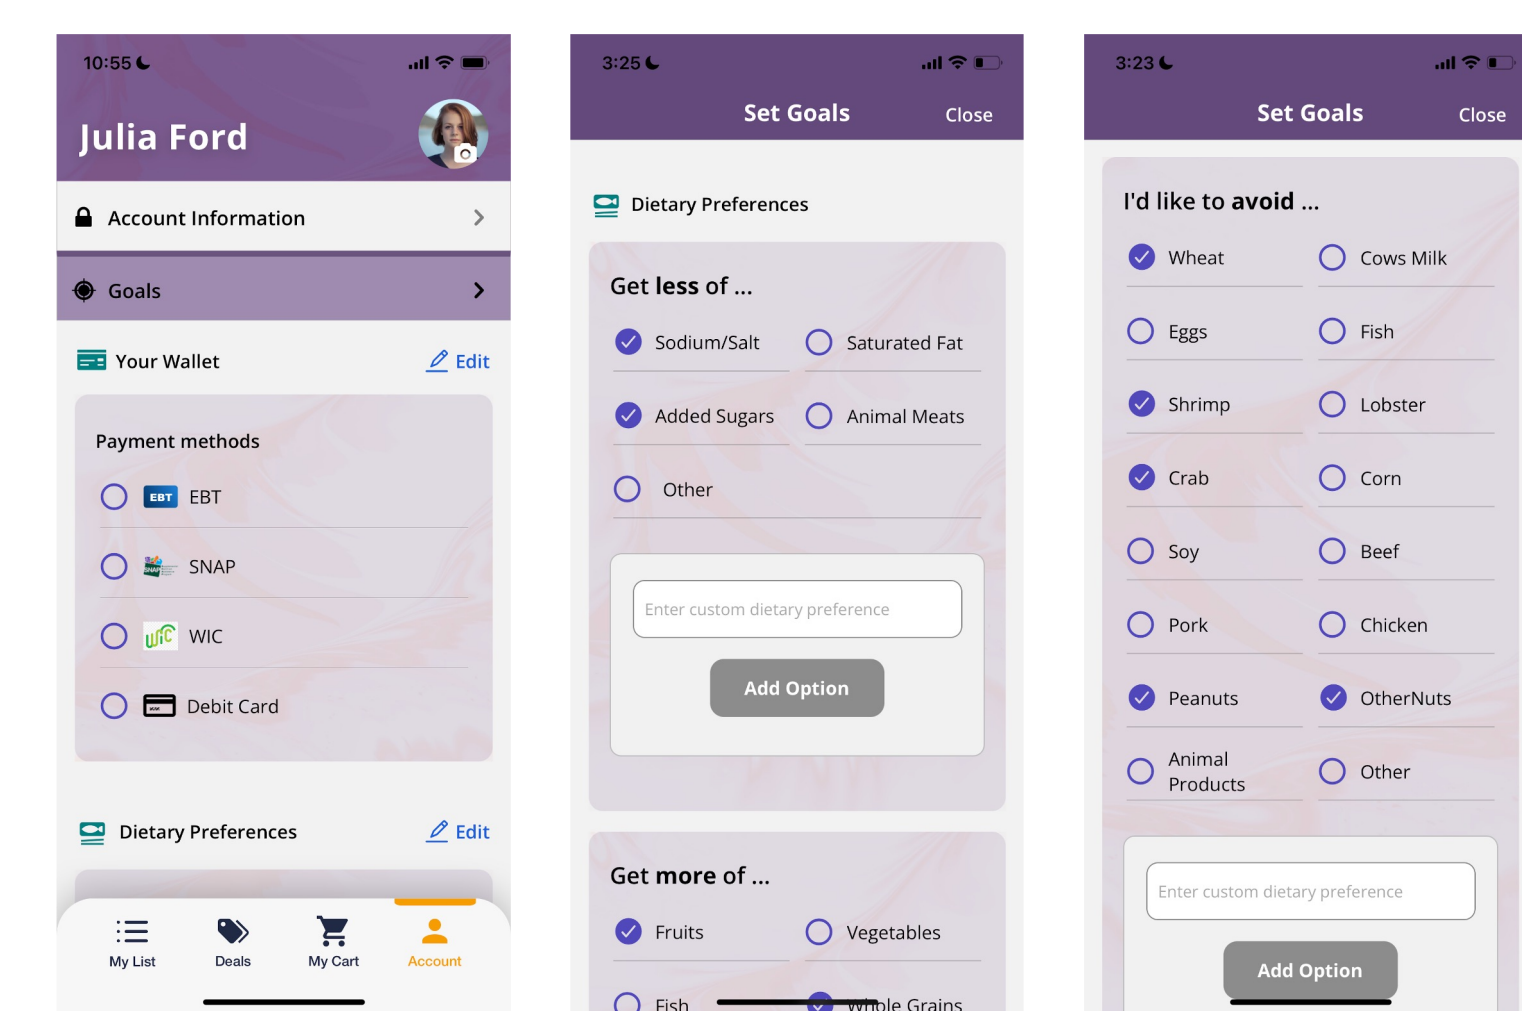 10:55
Julia Ford
Account Information
Goals
Your Wallet
Edit
Payment methods
EBT EBT
SNAP SNAP
WIC WIC
Debit Card
Dietary Preferences
Edit
My List
Deals
My Cart
Account
3:25
Set Goals
Close
Dietary Preferences
Get less of ...
Sodium/Salt
Saturated Fat
Added Sugars
Animal Meats
Other
Enter custom dietary preference
Add Option
Get more of ...
Fruits
Vegetables
Fish
Whole Grains
3:23
Set Goals
Close
I'd like to avoid ...
Wheat
Cows Milk
Eggs
Fish
Shrimp
Lobster
Crab
Corn
Soy
Beef
Pork
Chicken
Peanuts
OtherNuts
Animal
Products
Other
Enter custom dietary preference
Add Option